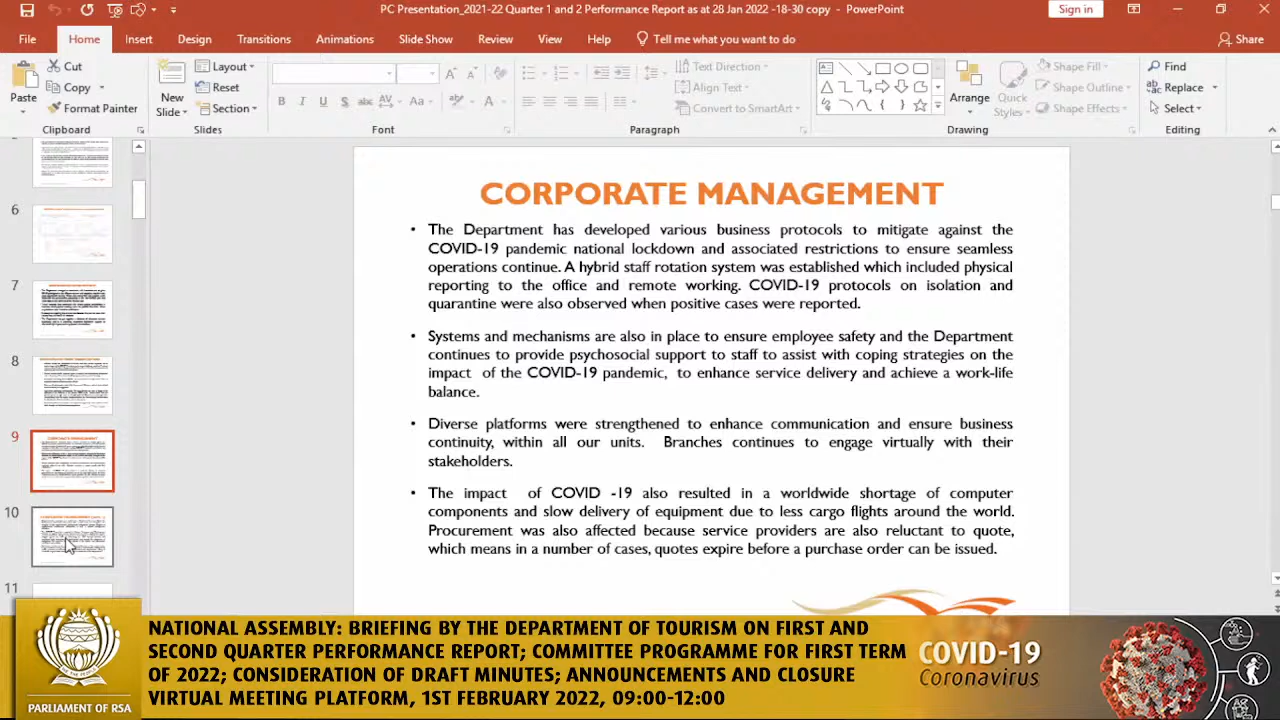 PC Presentation_2021-22 Quarter 1 and 2 Performance Report as at 28 Jan 2022 -18-30 copy - PowerPoint
Sign in
File Home Insert Design Transitions Animations Slide Show Review View Help Tell me what you want to do
Share
Paste
Cut
Copy
Format Painter
Clipboard
New Slide
Layout
Reset
Section
Slides
B I U S abc AV Aa A
Font
Text Direction
Align Text
Convert to SmartArt
Paragraph
Arrange
Quick Styles
Shape Fill
Shape Outline
Shape Effects
Drawing
Find
Replace
Select
Editing
6
7
8
9
10
11
CORPORATE MANAGEMENT
• The Department has developed various business protocols to mitigate against the
COVID-19 pandemic national lockdown and associated restrictions to ensure seamless
operations continue. A hybrid staff rotation system was established which included physical
reporting to the office and remote working. COVID-19 protocols on isolation and
quarantine were also observed when positive cases were reported.
• Systems and mechanisms are also in place to ensure employee safety and the Department
continues provide psychosocial support to staff to assist with coping strategies on the
impact of the COVID-19 pandemic, to enhance service delivery and achieve work-life
balance.
• Diverse platforms were strengthened to enhance communication and ensure business
continuity within all our units. Branches continues to engage virtually with their
stakeholders.
• The impact of COVID -19 also resulted in a worldwide shortage of computer
components and slow delivery of equipment due to less cargo flights around the world.
Procurement was also affected because service providers are also reluctant to quote,
which means in a number of cases, quotes expire before a purchase order can be issued.
PARLIAMENT OF RSA
NATIONAL ASSEMBLY: BRIEFING BY THE DEPARTMENT OF TOURISM ON FIRST AND
SECOND QUARTER PERFORMANCE REPORT; COMMITTEE PROGRAMME FOR FIRST TERM
OF 2022; CONSIDERATION OF DRAFT MINUTES; ANNOUNCEMENTS AND CLOSURE
VIRTUAL MEETING PLATFORM, 1ST FEBRUARY 2022, 09:00-12:00
COVID-19
Coronavirus